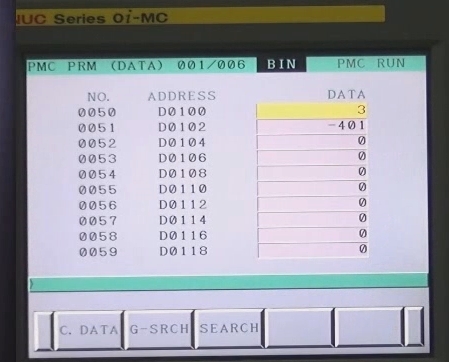 NUC Series 0i-MC
PMC PRM (DATA) 001/006 BIN PMC RUN
NO. ADDRESS DATA
0050 D0100 3
0051 D0102 -401
0052 D0104 0
0053 D0106 0
0054 D0108 0
0055 D0110 0
0056 D0112 0
0057 D0114 0
0058 D0116 0
0059 D0118 0
)
C. DATA G-SRCH SEARCH